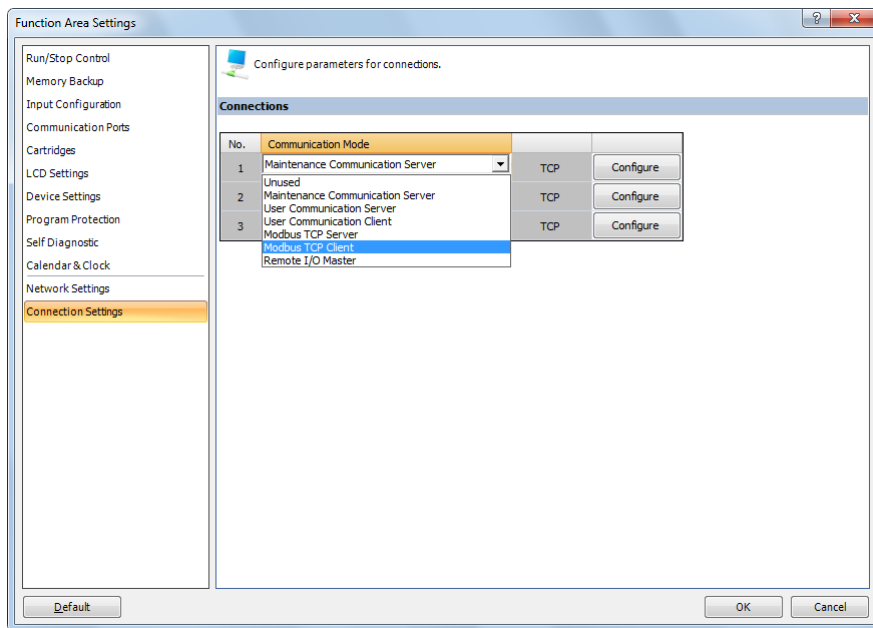 Function Area Settings
?
X
Run/Stop Control
Memory Backup
Input Configuration
Communication Ports
Cartridges
LCD Settings
Device Settings
Program Protection
Self Diagnostic
Calendar & Clock
Network Settings
Connection Settings
Configure parameters for connections.
Connections
No. Communication Mode
1 Maintenance Communication Server TCP Configure
Unused
Maintenance Communication Server
User Communication Server
User Communication Client
Modbus TCP Server
Modbus TCP Client
Remote I/O Master
2 TCP Configure
3 TCP Configure
Default OK Cancel